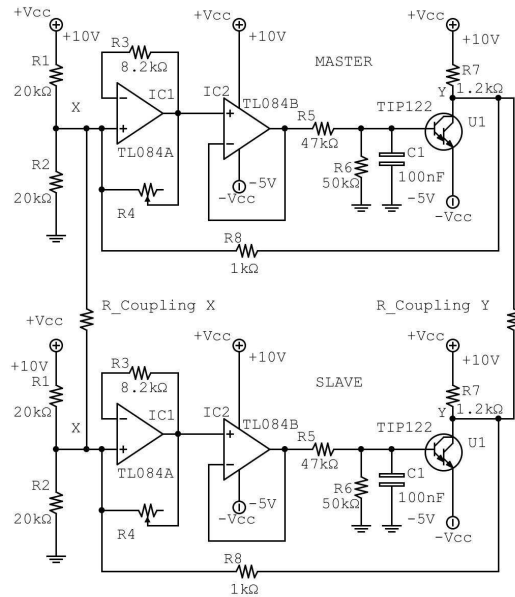 +Vcc
+10V
R1
20kΩ
X
R2
20kΩ
R3
8.2kΩ
IC1
TL084A
R4
+Vcc
+10V
IC2
TL084B
-5V
-Vcc
MASTER
R5
47kΩ
R6
50kΩ
C1
100nF
TIP122
+Vcc
+10V
R7
1.2kΩ
Y
U1
-5V
-Vcc
R8
1kΩ
R_Coupling X
R_Coupling Y
+Vcc
+10V
R1
20kΩ
X
R2
20kΩ
R3
8.2kΩ
IC1
TL084A
R4
+Vcc
+10V
IC2
TL084B
-5V
-Vcc
SLAVE
R5
47kΩ
R6
50kΩ
C1
100nF
TIP122
+Vcc
+10V
R7
1.2kΩ
Y
U1
-5V
-Vcc
R8
1kΩ